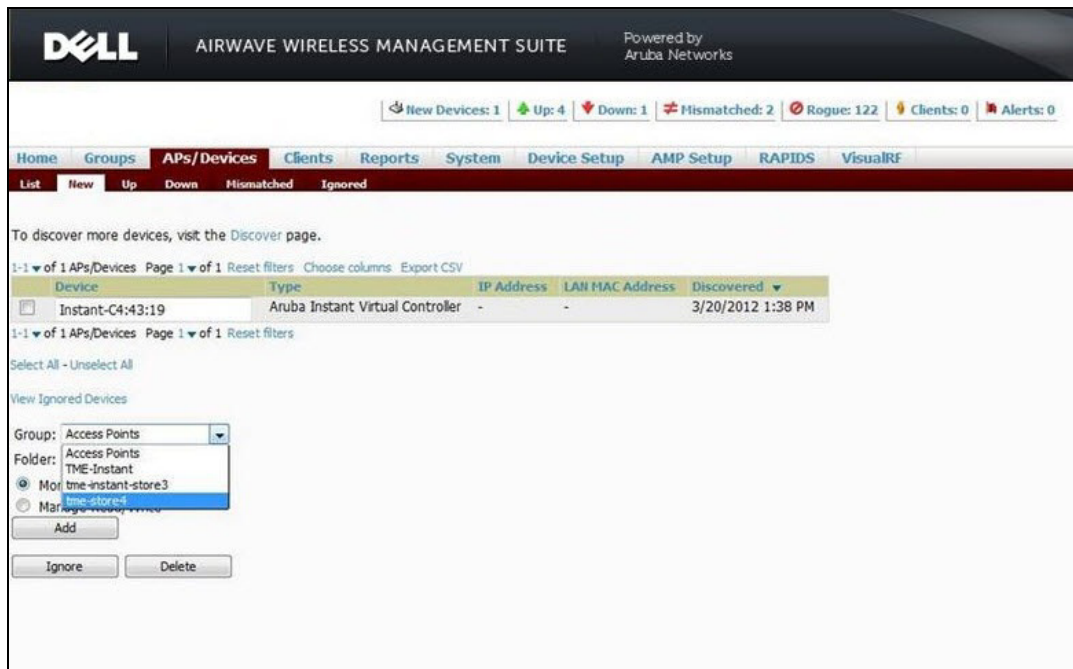 DELL AIRWAVE WIRELESS MANAGEMENT SUITE Powered by
Aruba Networks
New Devices: 1 Up: 4 Down: 1 Mismatched: 2 Rogue: 122 Clients: 0 Alerts: 0
Home Groups APs/Devices Clients Reports System Device Setup AMP Setup RAPIDS VisualRF
List New Up Down Mismatched Ignored
To discover more devices, visit the Discover page.
1-1 of 1 APs/Devices Page 1 of 1 Reset filters Choose columns Export CSV
Device Type IP Address LAN MAC Address Discovered
Instant-C4:43:19 Aruba Instant Virtual Controller - - 3/20/2012 1:38 PM
1-1 of 1 APs/Devices Page 1 of 1 Reset filters
Select All - Unselect All
View Ignored Devices
Group: Access Points
Access Points
Folder:
TME-Instant
tme-instant-store3
tme-store4
Add
Ignore Delete